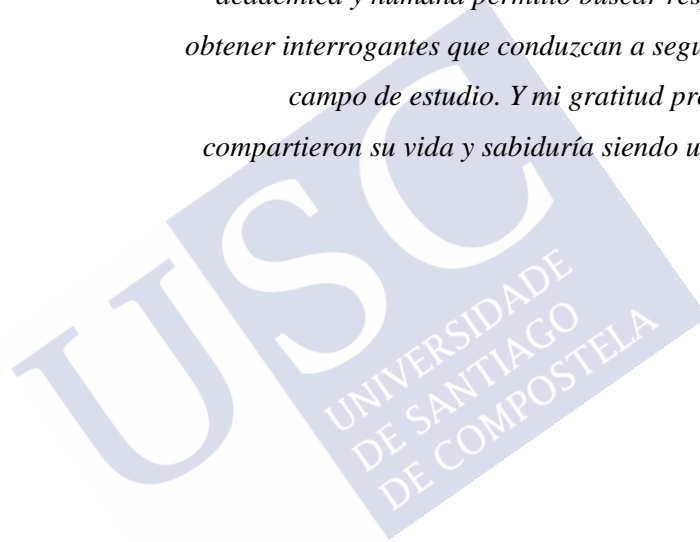 académica y humana permitió buscar
obtener interrogantes que conduzcan a
campo de estudio. Y mi gratitud
compartieron su vida y sabiduría siendo
USC
UNIVERSIDADE
DE SANTIAGO
DE COMPOSTELA